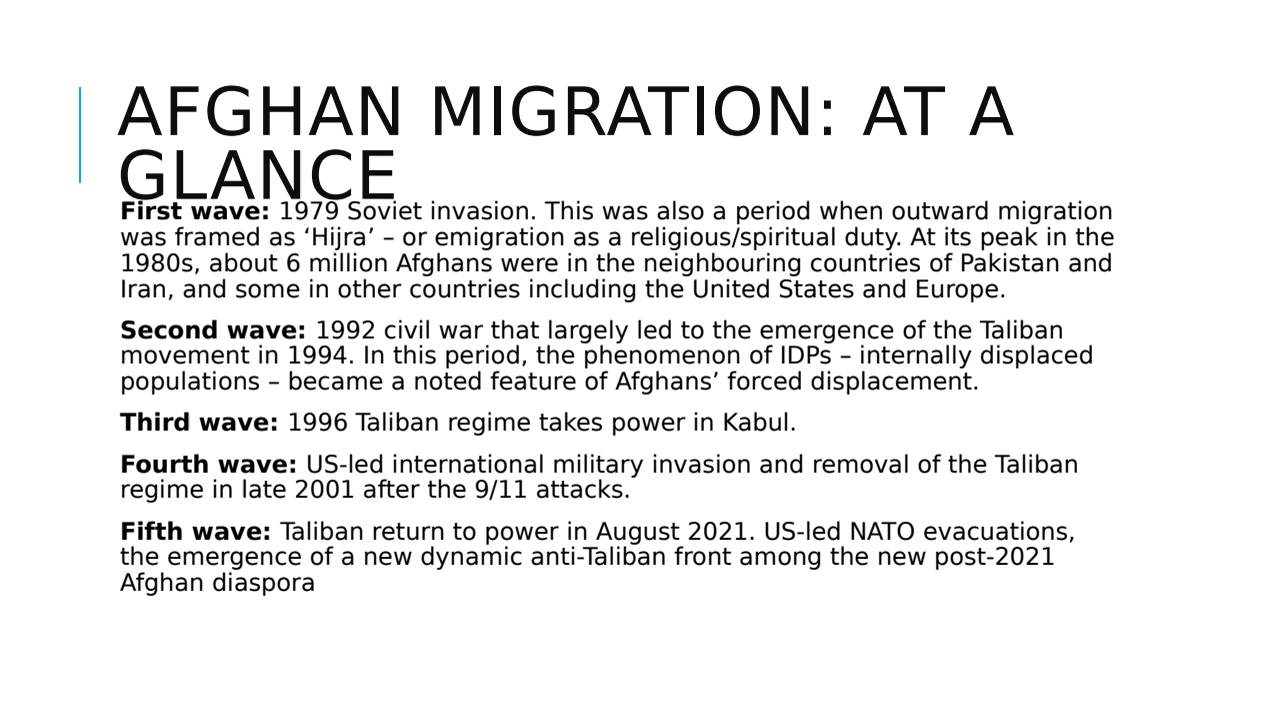 AFGHAN MIGRATION: AT A
GLANCE
First wave: 1979 Soviet invasion. This was also a period when outward migration
was framed as ‘Hijra’ – or emigration as a religious/spiritual duty. At its peak in the
1980s, about 6 million Afghans were in the neighbouring countries of Pakistan and
Iran, and some in other countries including the United States and Europe.
Second wave: 1992 civil war that largely led to the emergence of the Taliban
movement in 1994. In this period, the phenomenon of IDPs – internally displaced
populations – became a noted feature of Afghans’ forced displacement.
Third wave: 1996 Taliban regime takes power in Kabul.
Fourth wave: US-led international military invasion and removal of the Taliban
regime in late 2001 after the 9/11 attacks.
Fifth wave: Taliban return to power in August 2021. US-led NATO evacuations,
the emergence of a new dynamic anti-Taliban front among the new post-2021
Afghan diaspora